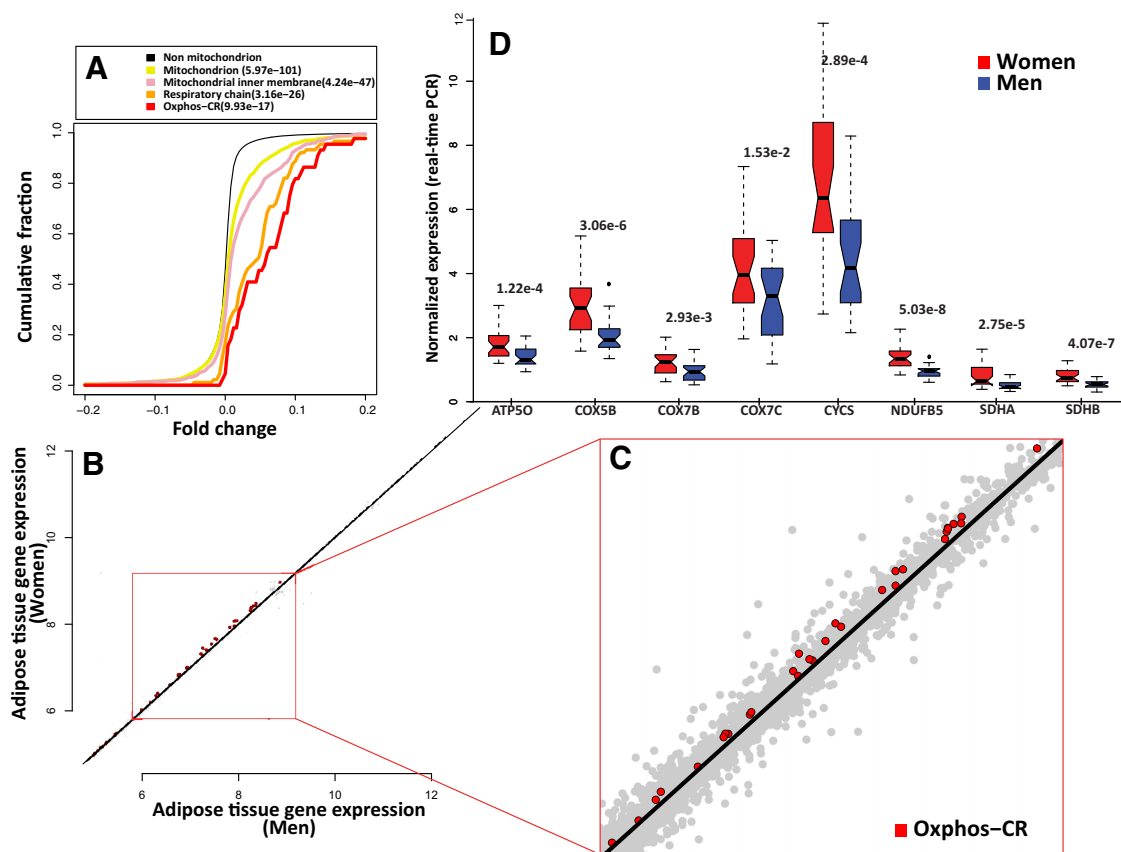 A
Non mitochondrion
Mitochondrion (5.97e−101)
Mitochondrial inner membrane(4.24e−47)
Respiratory chain(3.16e−26)
Oxphos−CR(9.93e−17)
Cumulative fraction
1.0
0.8
0.6
0.4
0.2
0.0
−0.2
−0.1
0.0
0.1
0.2
Fold change
D
Women
Men
Normalized expression (real-time PCR)
12
10
8
6
4
2
0
1.22e-4
3.06e-6
2.93e-3
1.53e-2
2.89e-4
5.03e-8
2.75e-5
4.07e-7
ATP5O
COX5B
COX7B
COX7C
CYCS
NDUFB5
SDHA
SDHB
B
Adipose tissue gene expression
(Women)
12
10
8
6
6
8
10
12
Adipose tissue gene expression
(Men)
C
Oxphos−CR